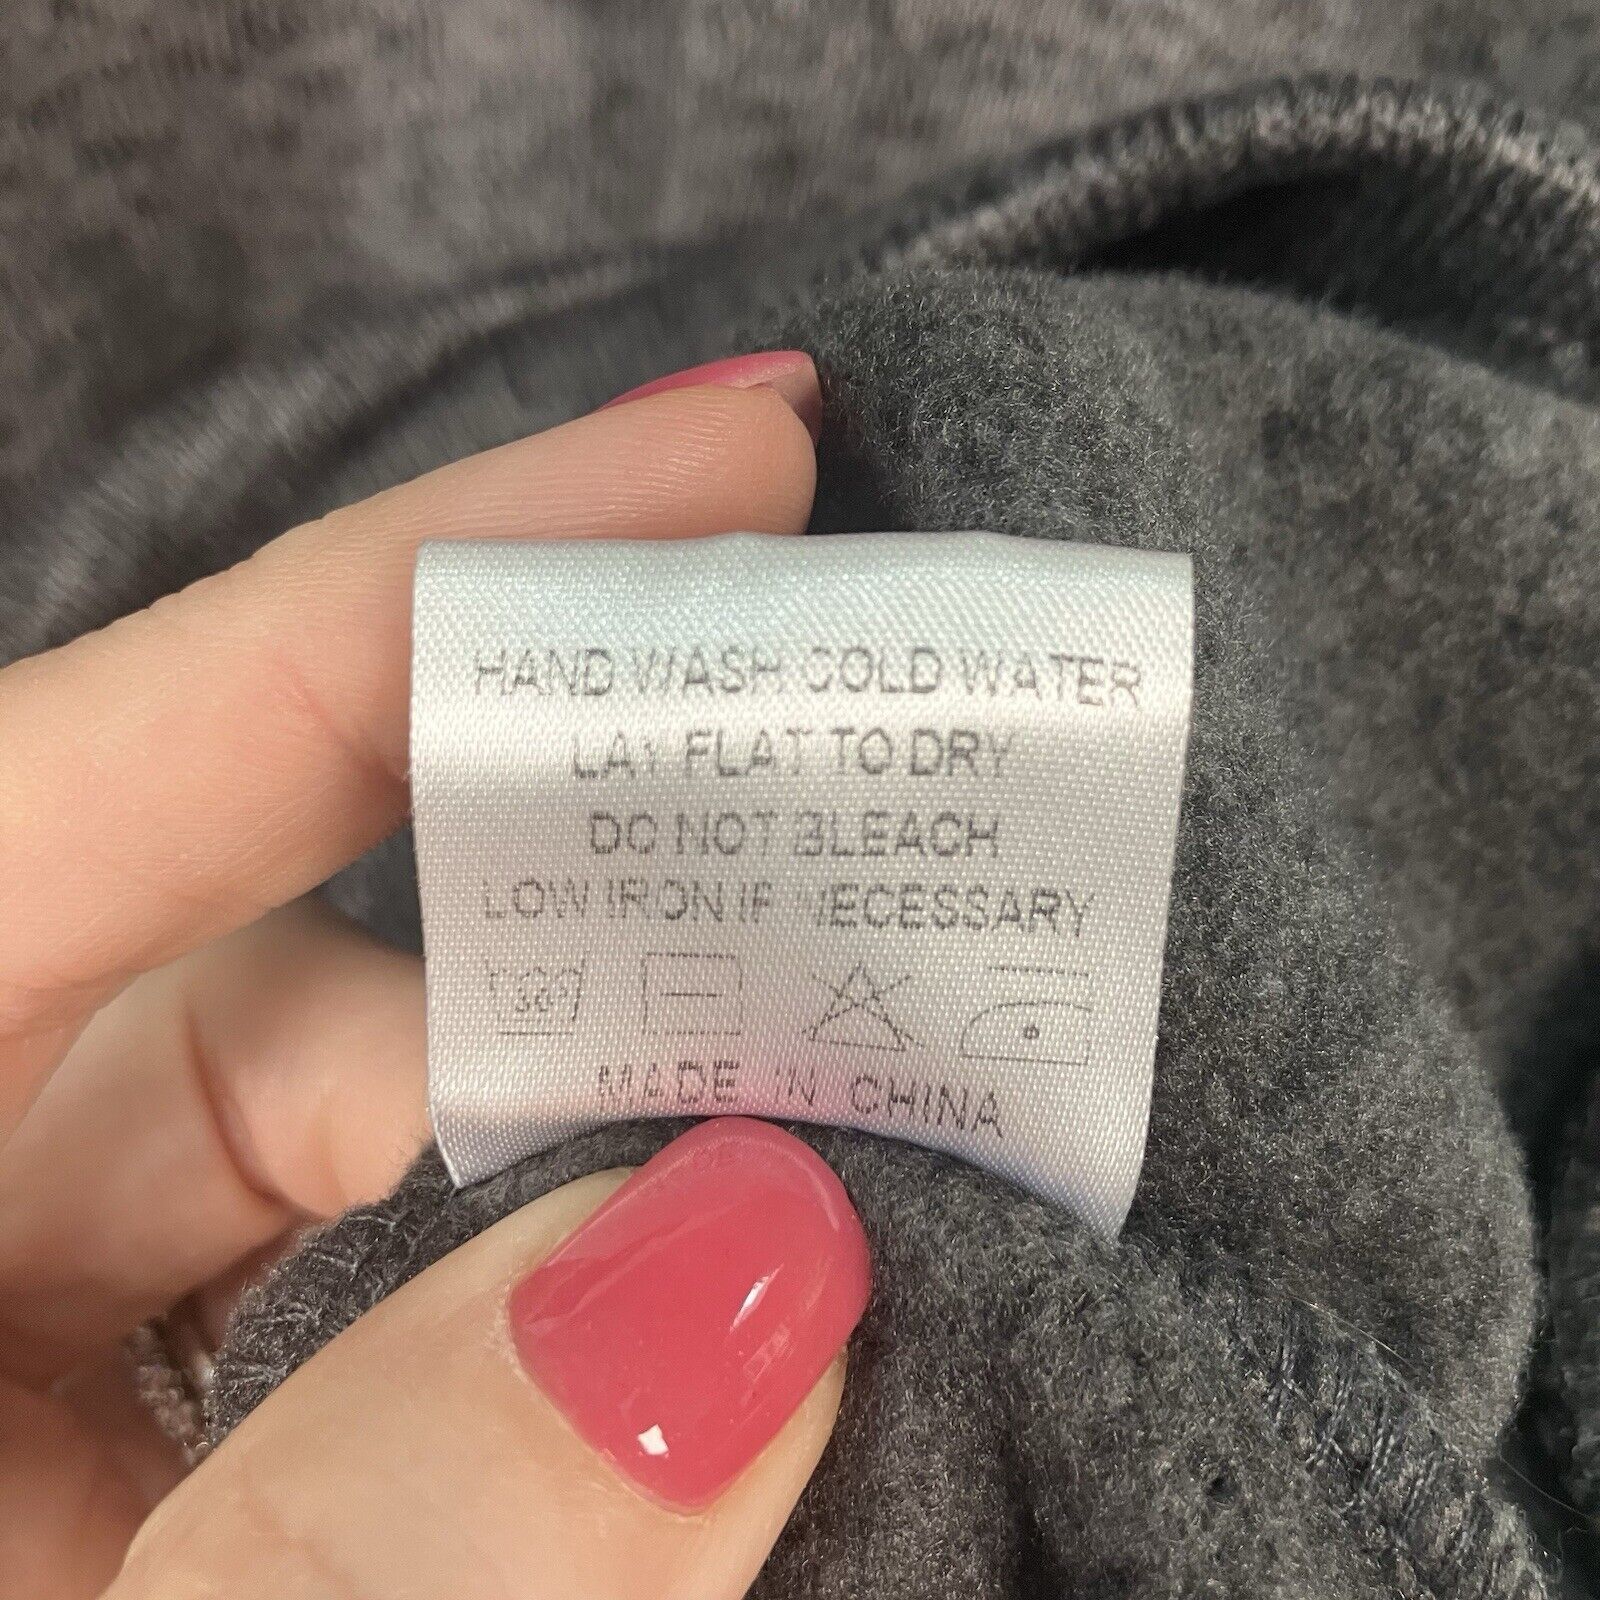 HAND WASH COLD WATER
LAY FLAT TO DRY
DO NOT BLEACH
LOW IRON IF NECESSARY
30°
MADE IN CHINA